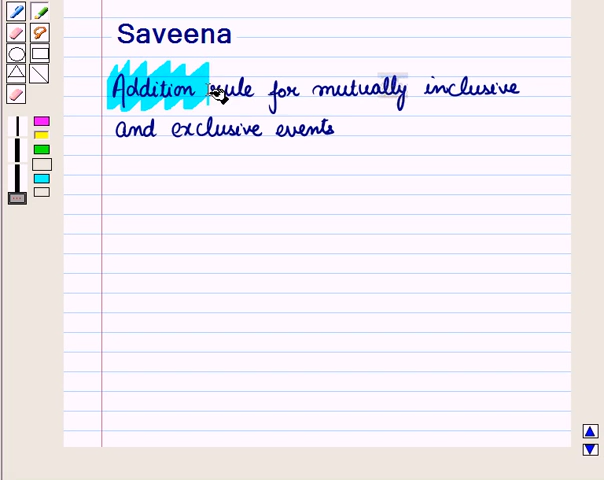 Saveena
Addition rule for mutually inclusive
and exclusive events